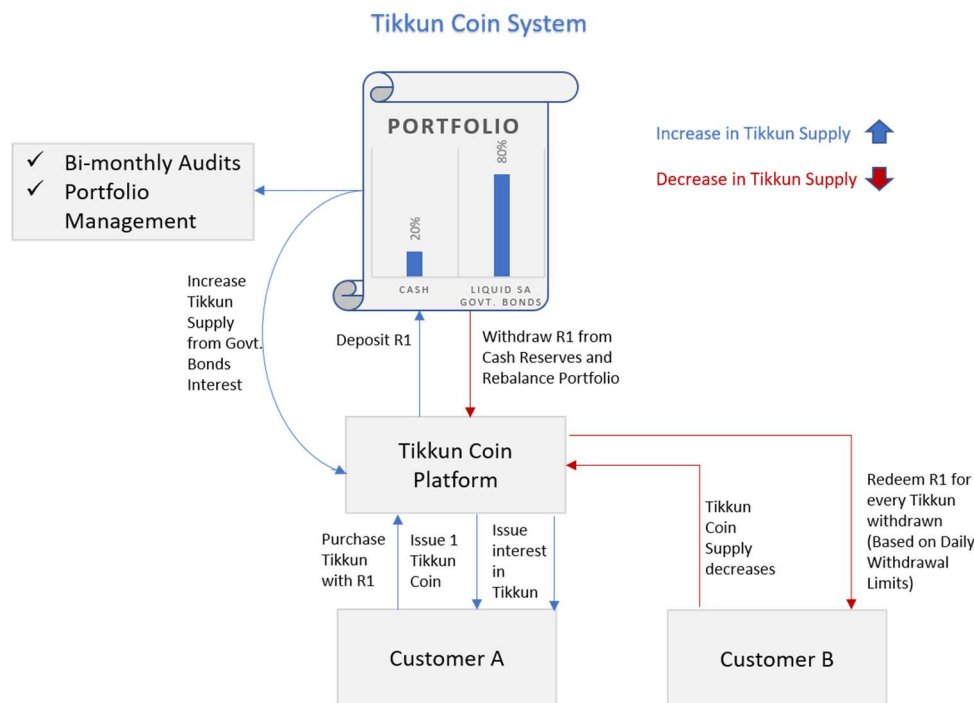 Tikkun Coin System
PORTFOLIO
20%
80%
CASH
LIQUID SA
GOVT. BONDS
Increase in Tikkun Supply
Decrease in Tikkun Supply
✓ Bi-monthly Audits
✓ Portfolio
Management
Increase
Tikkun
Supply
from Govt.
Bonds
Interest
Deposit R1
Withdraw R1 from
Cash Reserves and
Rebalance Portfolio
Tikkun Coin
Platform
Purchase
Tikkun
with R1
Issue 1
Tikkun
Coin
Issue
interest
in
Tikkun
Tikkun
Coin
Supply
decreases
Redeem R1 for
every Tikkun
withdrawn
(Based on Daily
Withdrawal
Limits)
Customer A
Customer B